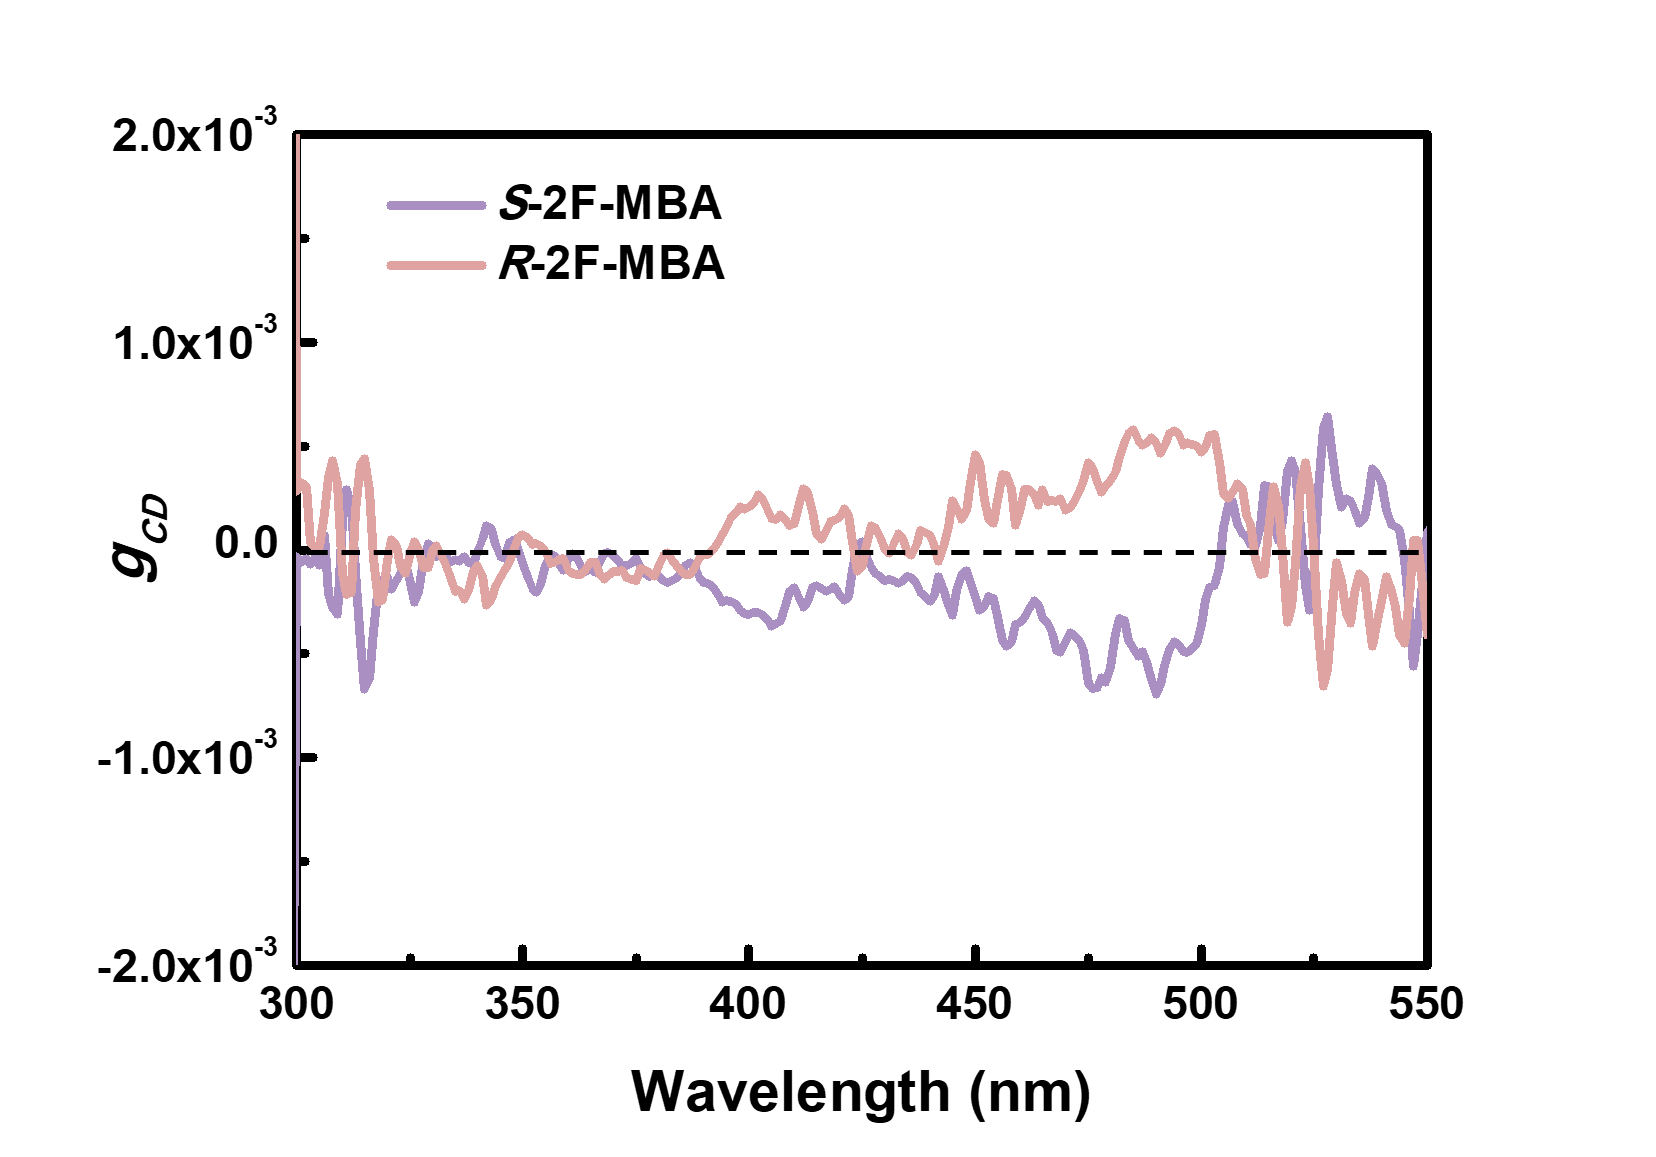 2.0x10⁻³
S-2F-MBA
R-2F-MBA
1.0x10⁻³
g_CD
0.0
-1.0x10⁻³
-2.0x10⁻³
300 350 400 450 500 550
Wavelength (nm)